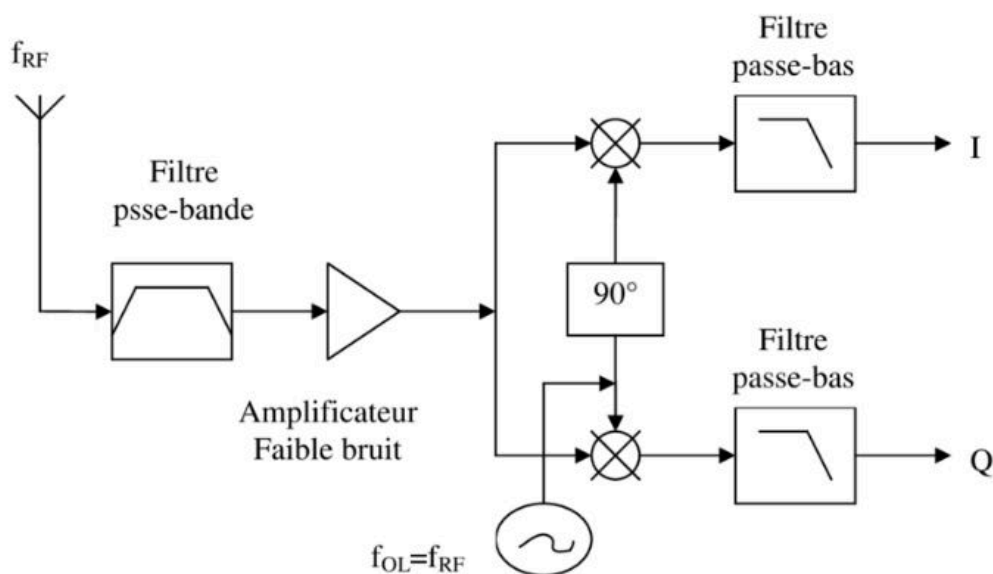 f_RF
Filtre
psse-bande
Amplificateur
Faible bruit
90°
f_OL=f_RF
Filtre
passe-bas
I
Filtre
passe-bas
Q